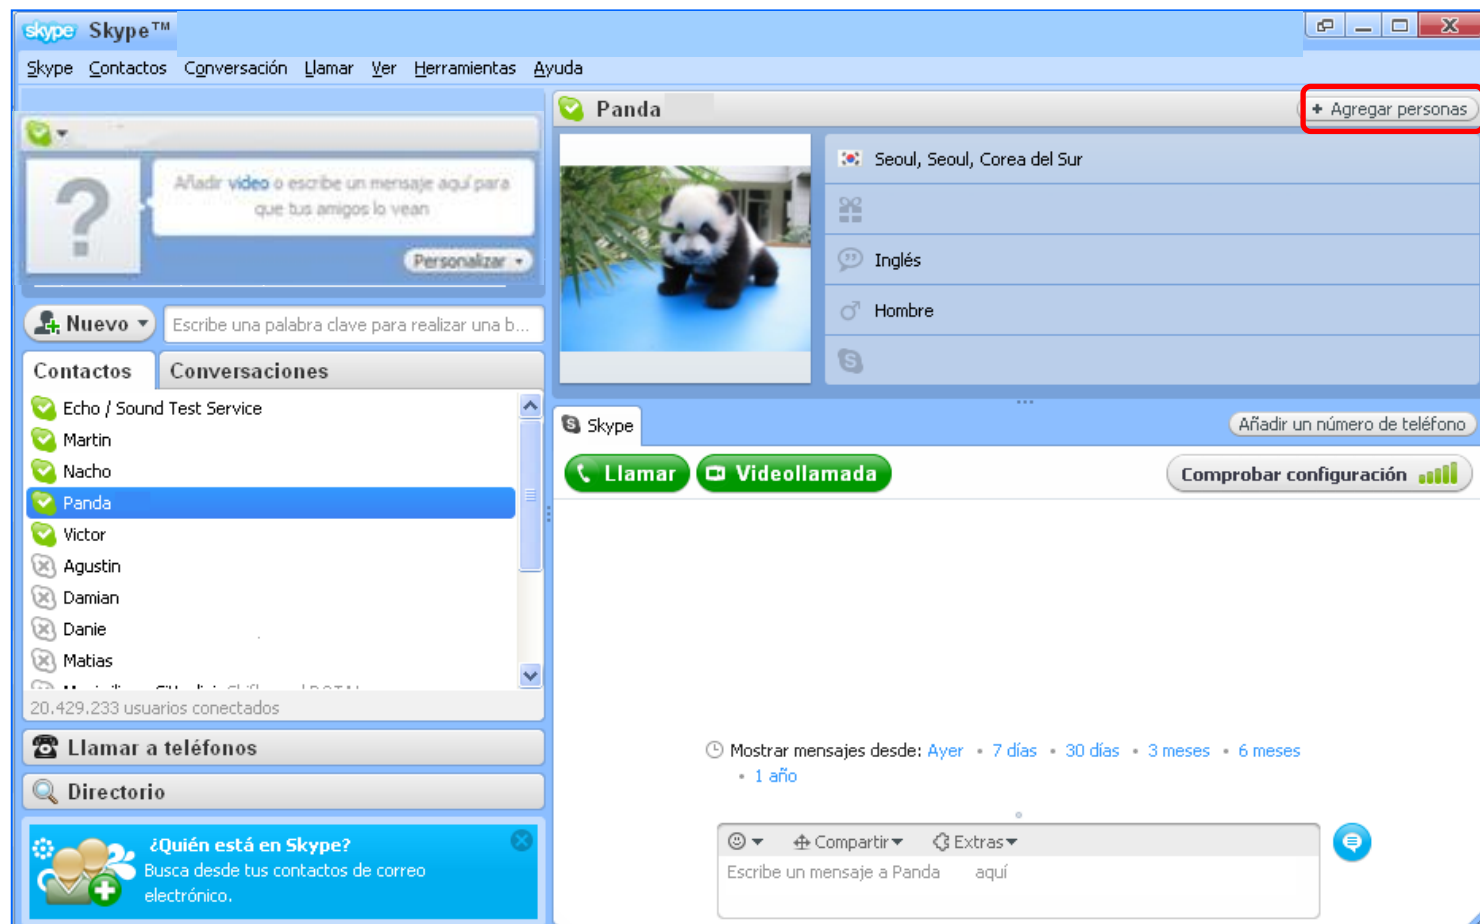 skype Skype™
Skype Contactos Conversación Llamar Ver Herramientas Ayuda
Panda
+ Agregar personas
Añadir video o escribe un mensaje aquí para
que tus amigos lo vean
Personalizar
Seoul, Seoul, Corea del Sur
Inglés
Hombre
Nuevo
Escribe una palabra clave para realizar una b...
Contactos Conversaciones
Echo / Sound Test Service
Martin
Nacho
Panda
Victor
Agustin
Damian
Danie
Matias
20.429.233 usuarios conectados
Llamar a teléfonos
Directorio
¿Quién está en Skype?
Busca desde tus contactos de correo
electrónico.
Skype
Añadir un número de teléfono
Llamar Videollamada
Comprobar configuración
Mostrar mensajes desde: Ayer • 7 días • 30 días • 3 meses • 6 meses
• 1 año
Compartir Extras
Escribe un mensaje a Panda aquí